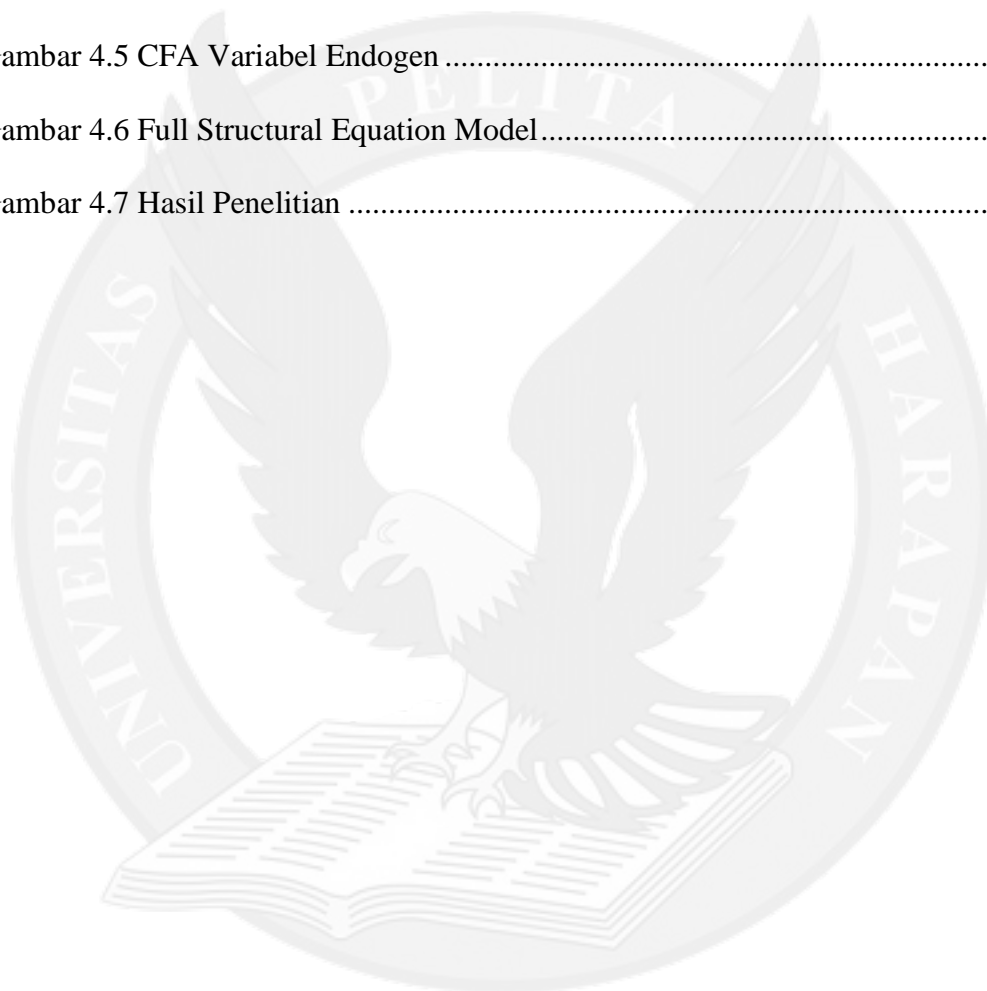 ambar 4.5 CFA Variabel Endogen ........................................................................
ambar 4.6 Full Structural Equation Model ..............................................................
ambar 4.7 Hasil Penelitian ....................................................................................
UNIVERSITAS PELITA HARAPAN